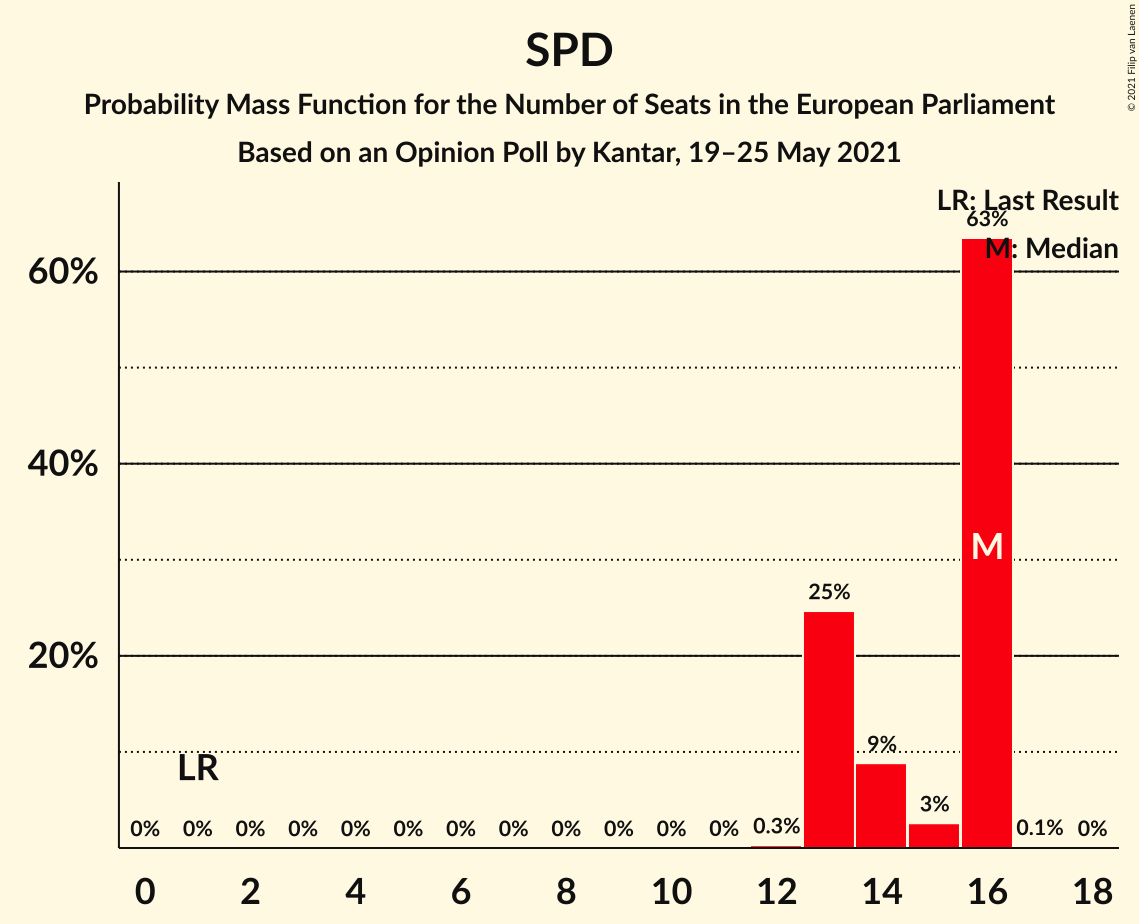 SPD
Probability Mass Function for the Number of Seats in the European Parliament
Based on an Opinion Poll by Kantar, 19–25 May 2021
© 2021 Filip van Laenen
LR: Last Result
M: Median
63%
60%
40%
20%
M
25%
9%
3%
LR
0% 0% 0% 0% 0% 0% 0% 0% 0% 0% 0% 0% 0.3% 0.1% 0%
0 2 4 6 8 10 12 14 16 18